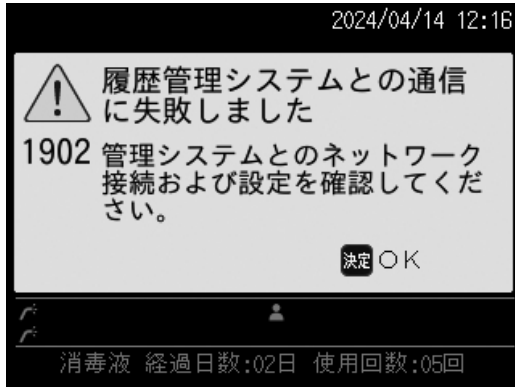 2024/04/14 12:16
履歴管理システムとの通信
に失敗しました
1902 管理システムとのネットワーク
接続および設定を確認してくだ
さい。
決定 OK
消毒液 経過日数:02日 使用回数:05回